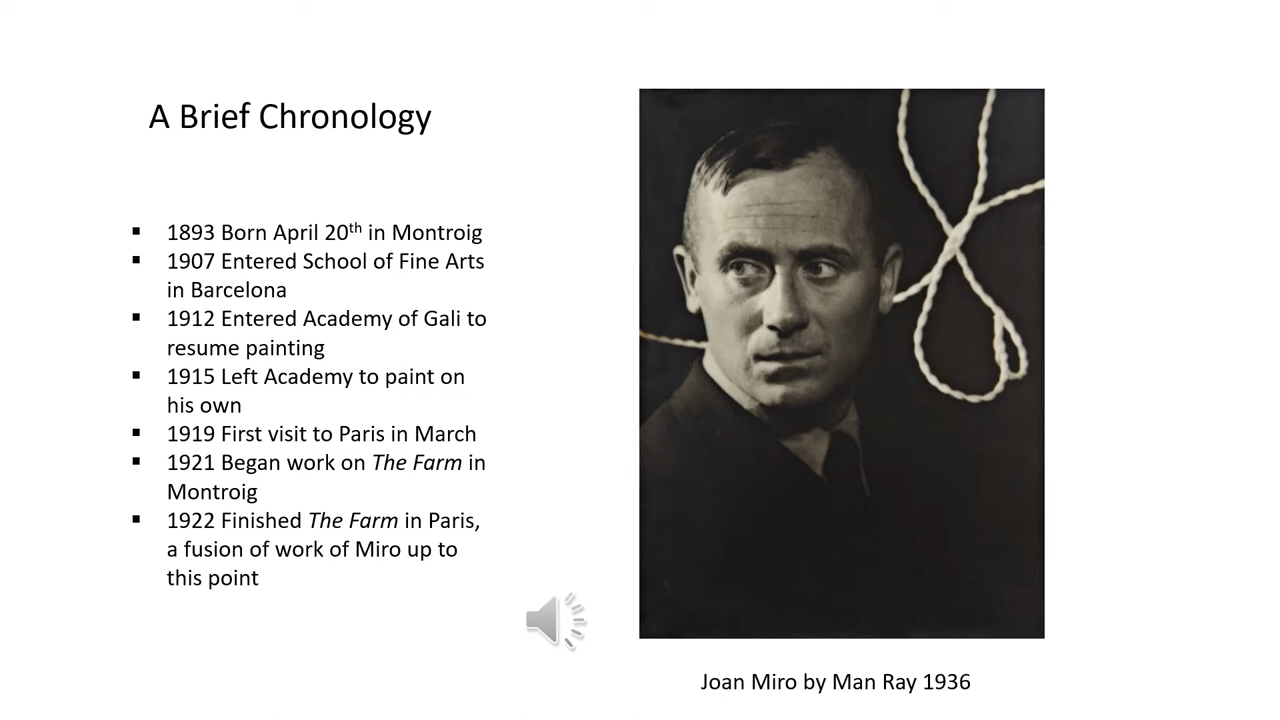 A Brief Chronology
▪ 1893 Born April 20th in Montroig
▪ 1907 Entered School of Fine Arts
in Barcelona
▪ 1912 Entered Academy of Gali to
resume painting
▪ 1915 Left Academy to paint on
his own
▪ 1919 First visit to Paris in March
▪ 1921 Began work on The Farm in
Montroig
▪ 1922 Finished The Farm in Paris,
a fusion of work of Miro up to
this point
Joan Miro by Man Ray 1936